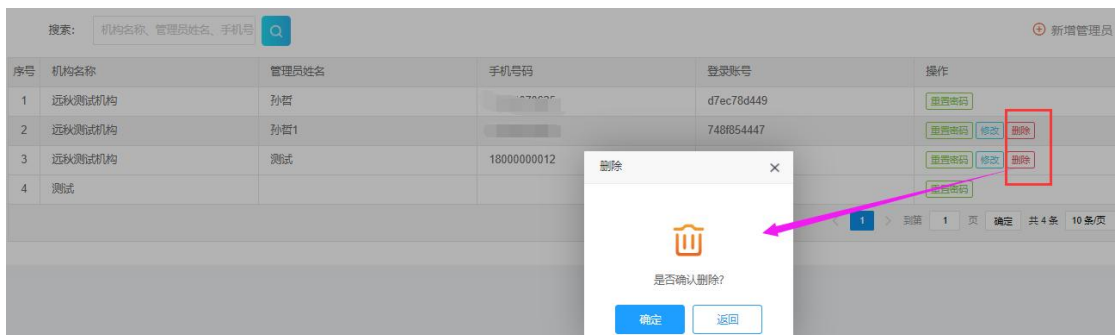 搜索: 机构名称、管理员姓名、手机号 新增管理员
序号 机构名称 管理员姓名 手机号码 登录账号 操作
1 远秋测试机构 孙哲 d7ec78d449 重置密码
2 远秋测试机构 孙哲1 748f854447 重置密码 修改 删除
3 远秋测试机构 测试 18000000012 重置密码 修改 删除
4 测试 重置密码
删除
1 到第 1 页 确定 共4条 10条/页
是否确认删除?
确定 返回